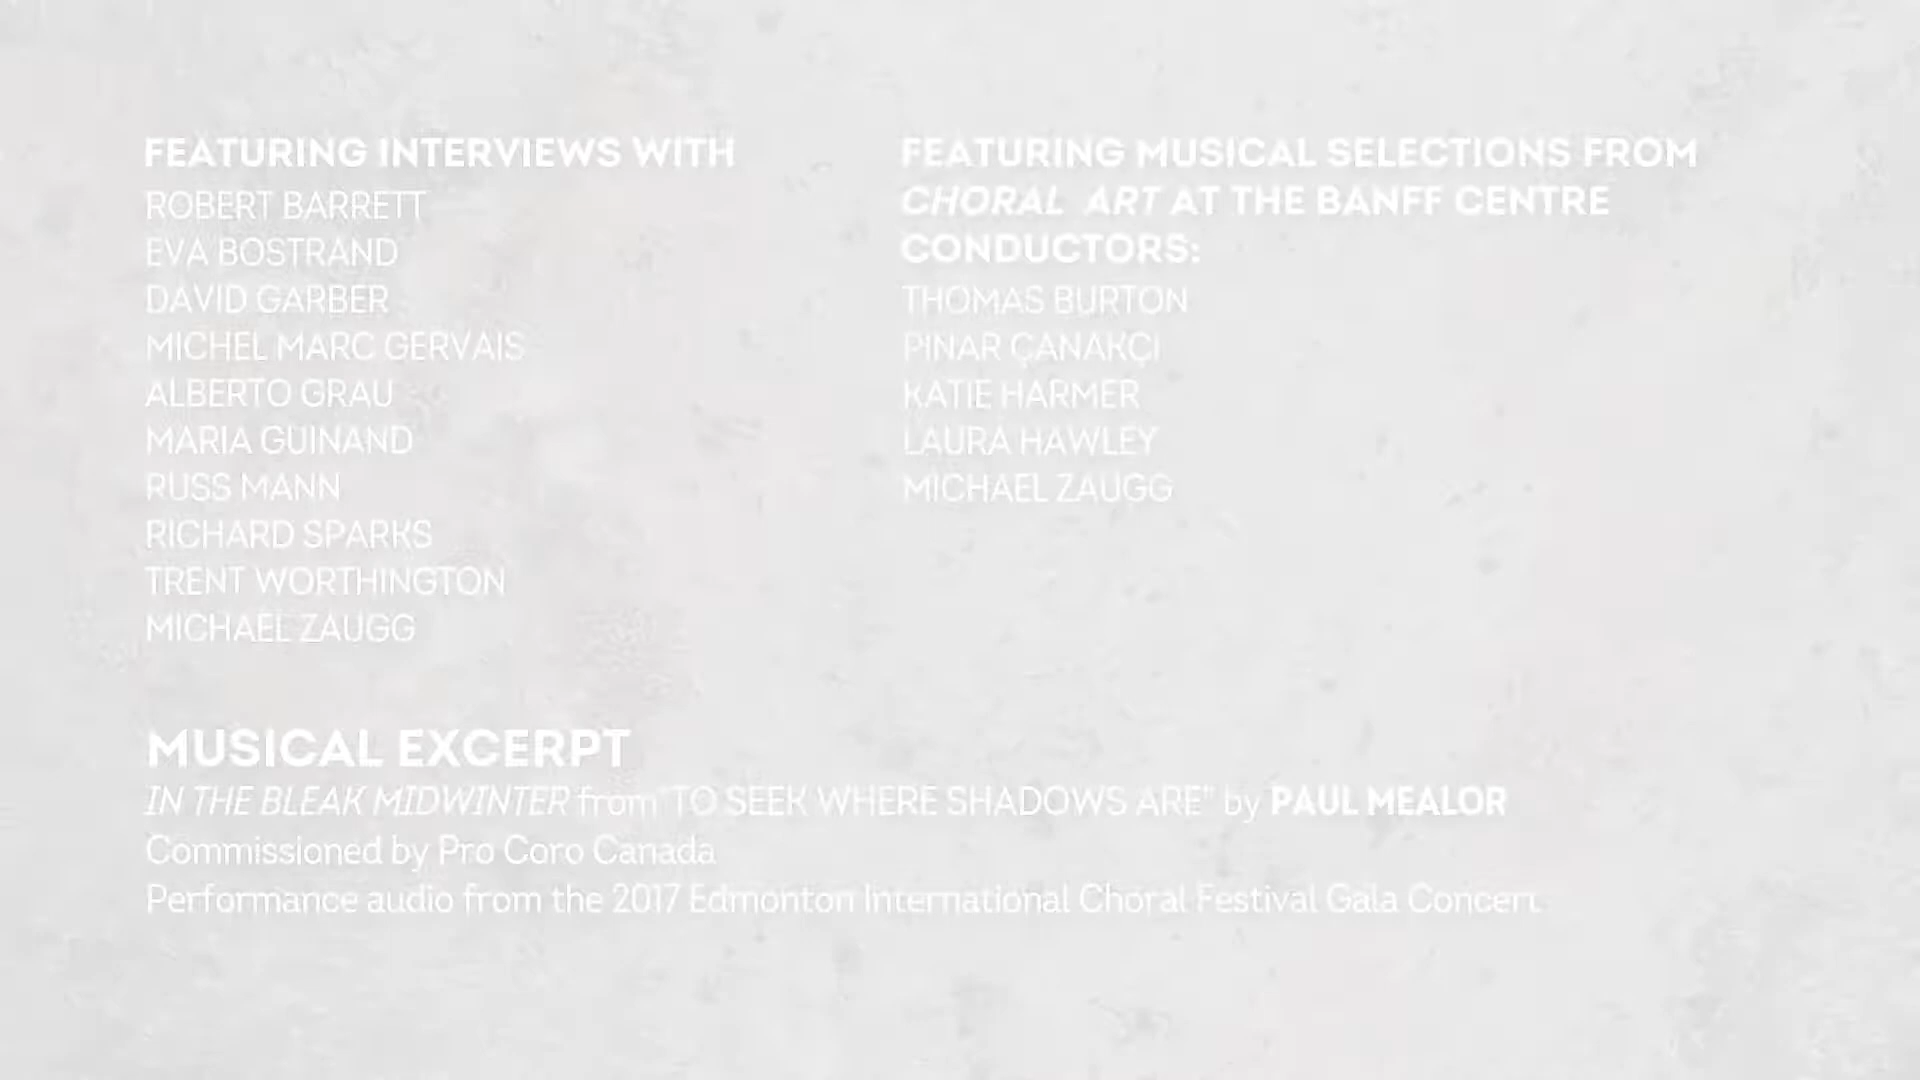 FEATURING INTERVIEWS WITH
ROBERT BARRETT
EVA BOSTRAND
DAVID GARBER
MICHEL MARC GERVAIS
ALBERTO GRAU
MARIA GUINAND
RUSS MANN
RICHARD SPARKS
TRENT WORTHINGTON
MICHAEL ZAUGG
FEATURING MUSICAL SELECTIONS FROM
CHORAL ART AT THE BANFF CENTRE
CONDUCTORS:
THOMAS BURTON
PINAR ÇANAKÇI
KATIE HARMER
LAURA HAWLEY
MICHAEL ZAUGG
MUSICAL EXCERPT
IN THE BLEAK MIDWINTER from "TO SEEK WHERE SHADOWS ARE" by PAUL MEALOR
Commissioned by Pro Coro Canada
Performance audio from the 2017 Edmonton International Choral Festival Gala Concert